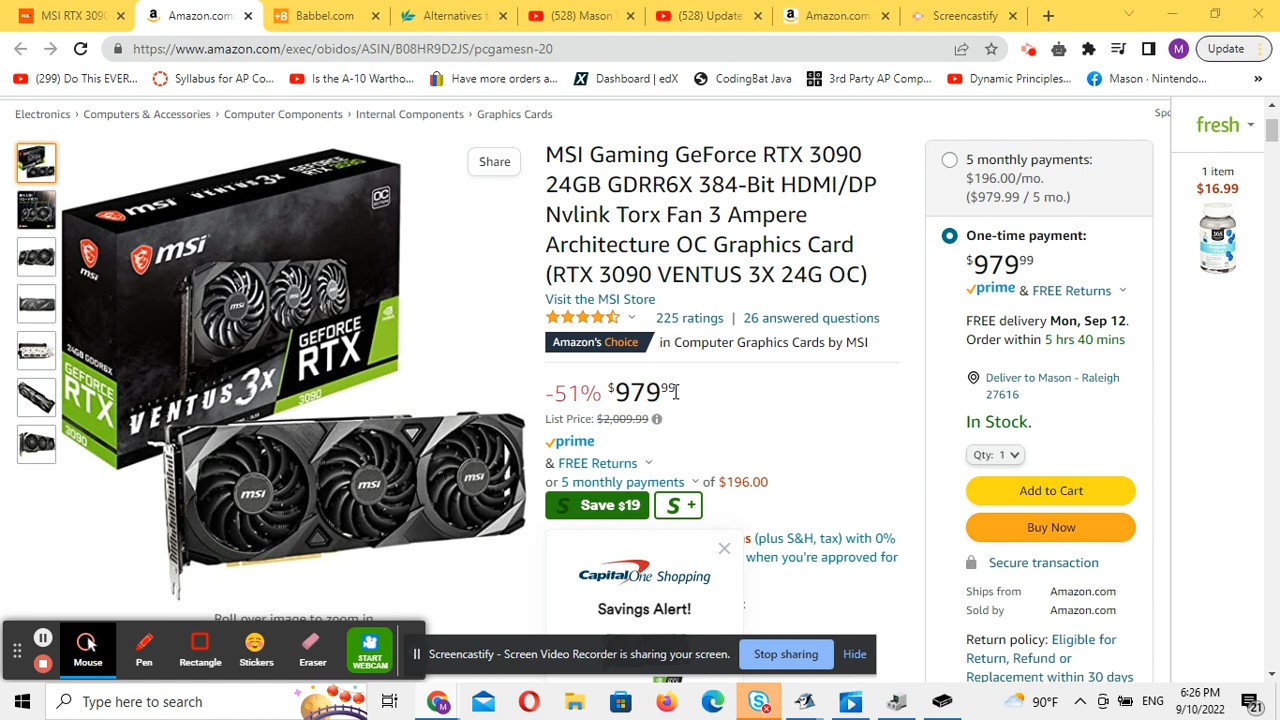 MSI RTX 3090
Amazon.com
Babbel.com
Alternatives t
(528) Mason
(528) Update
Amazon.com
Screencastify
https://www.amazon.com/exec/obidos/ASIN/B08HR9D2JS/pcgamesn-20
M
Update
(299) Do This EVER...
Syllabus for AP Co...
Is the A-10 Wartho...
Have more orders a...
Dashboard | edX
CodingBat Java
3rd Party AP Comp...
Dynamic Principles...
Mason · Nintendo...
»
Electronics › Computers & Accessories › Computer Components › Internal Components › Graphics Cards
Spo
fresh
1 item
$16.99
Share
msi
OC
msi
msi
GEFORCE
RTX
3090
24GB GDDR6X
GEFORCE
RTX
3090
VENTUS 3X
msi
msi
msi
Roll over image to zoom in
MSI Gaming GeForce RTX 3090
24GB GDRR6X 384-Bit HDMI/DP
Nvlink Torx Fan 3 Ampere
Architecture OC Graphics Card
(RTX 3090 VENTUS 3X 24G OC)
Visit the MSI Store
225 ratings | 26 answered questions
Amazon's Choice in Computer Graphics Cards by MSI
-51% $979 99
List Price: $2,009.99
prime
& FREE Returns
or 5 monthly payments of $196.00
S Save $19 S +
(plus S&H, tax) with 0%
when you're approved for
Capital One Shopping
Savings Alert!
5 monthly payments:
$196.00/mo.
($979.99 / 5 mo.)
One-time payment:
$979 99
prime & FREE Returns
FREE delivery Mon, Sep 12.
Order within 5 hrs 40 mins
Deliver to Mason - Raleigh
27616
In Stock.
Qty: 1
Add to Cart
Buy Now
Secure transaction
Ships from Amazon.com
Sold by Amazon.com
Return policy: Eligible for
Return, Refund or
Replacement within 30 days
Mouse
Pen
Rectangle
Stickers
Eraser
START
WEBCAM
Screencastify - Screen Video Recorder is sharing your screen.
Stop sharing
Hide
Type here to search
M
90°F
ENG
6:26 PM
9/10/2022
21